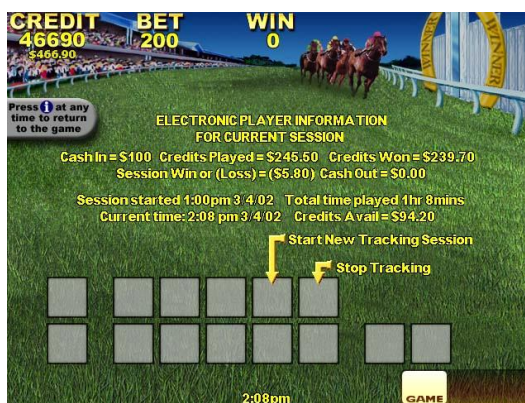 CREDIT BET WIN
46690 200 0
$466.90
WINNER WINNER
Press i at any
time to return
to the game
ELECTRONIC PLAYER INFORMATION
FOR CURRENT SESSION
Cash In = $100 Credits Played = $245.50 Credits Won = $239.70
Session Win or (Loss) = ($5.80) Cash Out = $0.00
Session started 1:00pm 3/4/02 Total time played 1hr 8mins
Current time: 2:08 pm 3/4/02 Credits Avail = $94.20
Start New Tracking Session
Stop Tracking
2:08pm
GAME